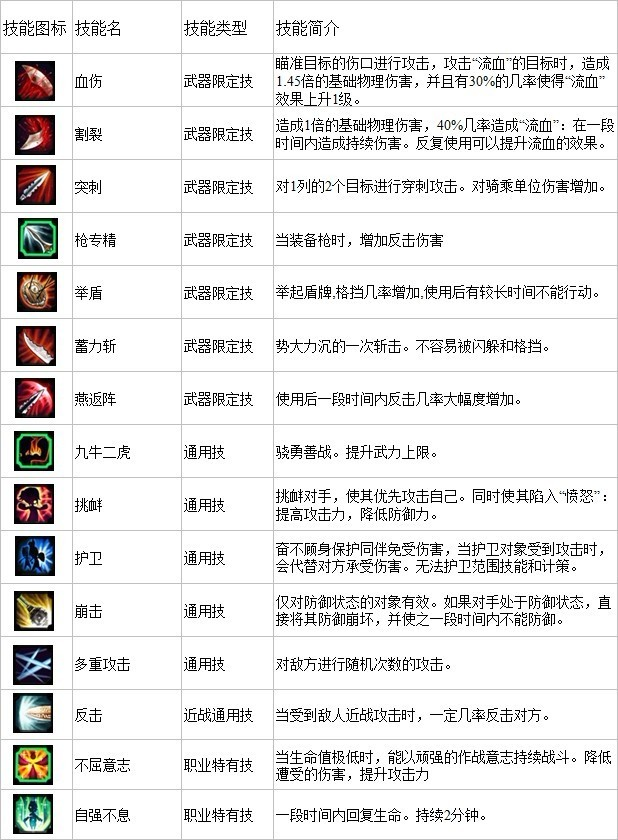 技能图标 技能名 技能类型 技能简介
血伤 武器限定技 瞄准目标的伤口进行攻击，攻击“流血”的目标时，造成
1.45倍的基础物理伤害，并且有30%的几率使得“流血”
效果上升1级。
割裂 武器限定技 造成1倍的基础物理伤害，40%几率造成“流血”：在一段
时间内造成持续伤害。反复使用可以提升流血的效果。
突刺 武器限定技 对1列的2个目标进行穿刺攻击。对骑乘单位伤害增加。
枪专精 武器限定技 当装备枪时，增加反击伤害
举盾 武器限定技 举起盾牌,格挡几率增加,使用后有较长时间不能行动。
蓄力斩 武器限定技 势大力沉的一次斩击。不容易被闪躲和格挡。
燕返阵 武器限定技 使用后一段时间内反击几率大幅度增加。
九牛二虎 通用技 骁勇善战。提升武力上限。
挑衅 通用技 挑衅对手，使其优先攻击自己。同时使其陷入“愤怒”：
提高攻击力，降低防御力。
护卫 通用技 奋不顾身保护同伴免受伤害，当护卫对象受到攻击时，
会代替对方承受伤害。无法护卫范围技能和计策。
崩击 通用技 仅对防御状态的对象有效。如果对手处于防御状态，直
接将其防御崩坏，并使之一段时间内不能防御。
多重攻击 通用技 对敌方进行随机次数的攻击。
反击 近战通用技 当受到敌人近战攻击时，一定几率反击对方。
不屈意志 职业特有技 当生命值极低时，能以顽强的作战意志持续战斗。降低
遭受的伤害，提升攻击力
自强不息 职业特有技 一段时间内回复生命。持续2分钟。